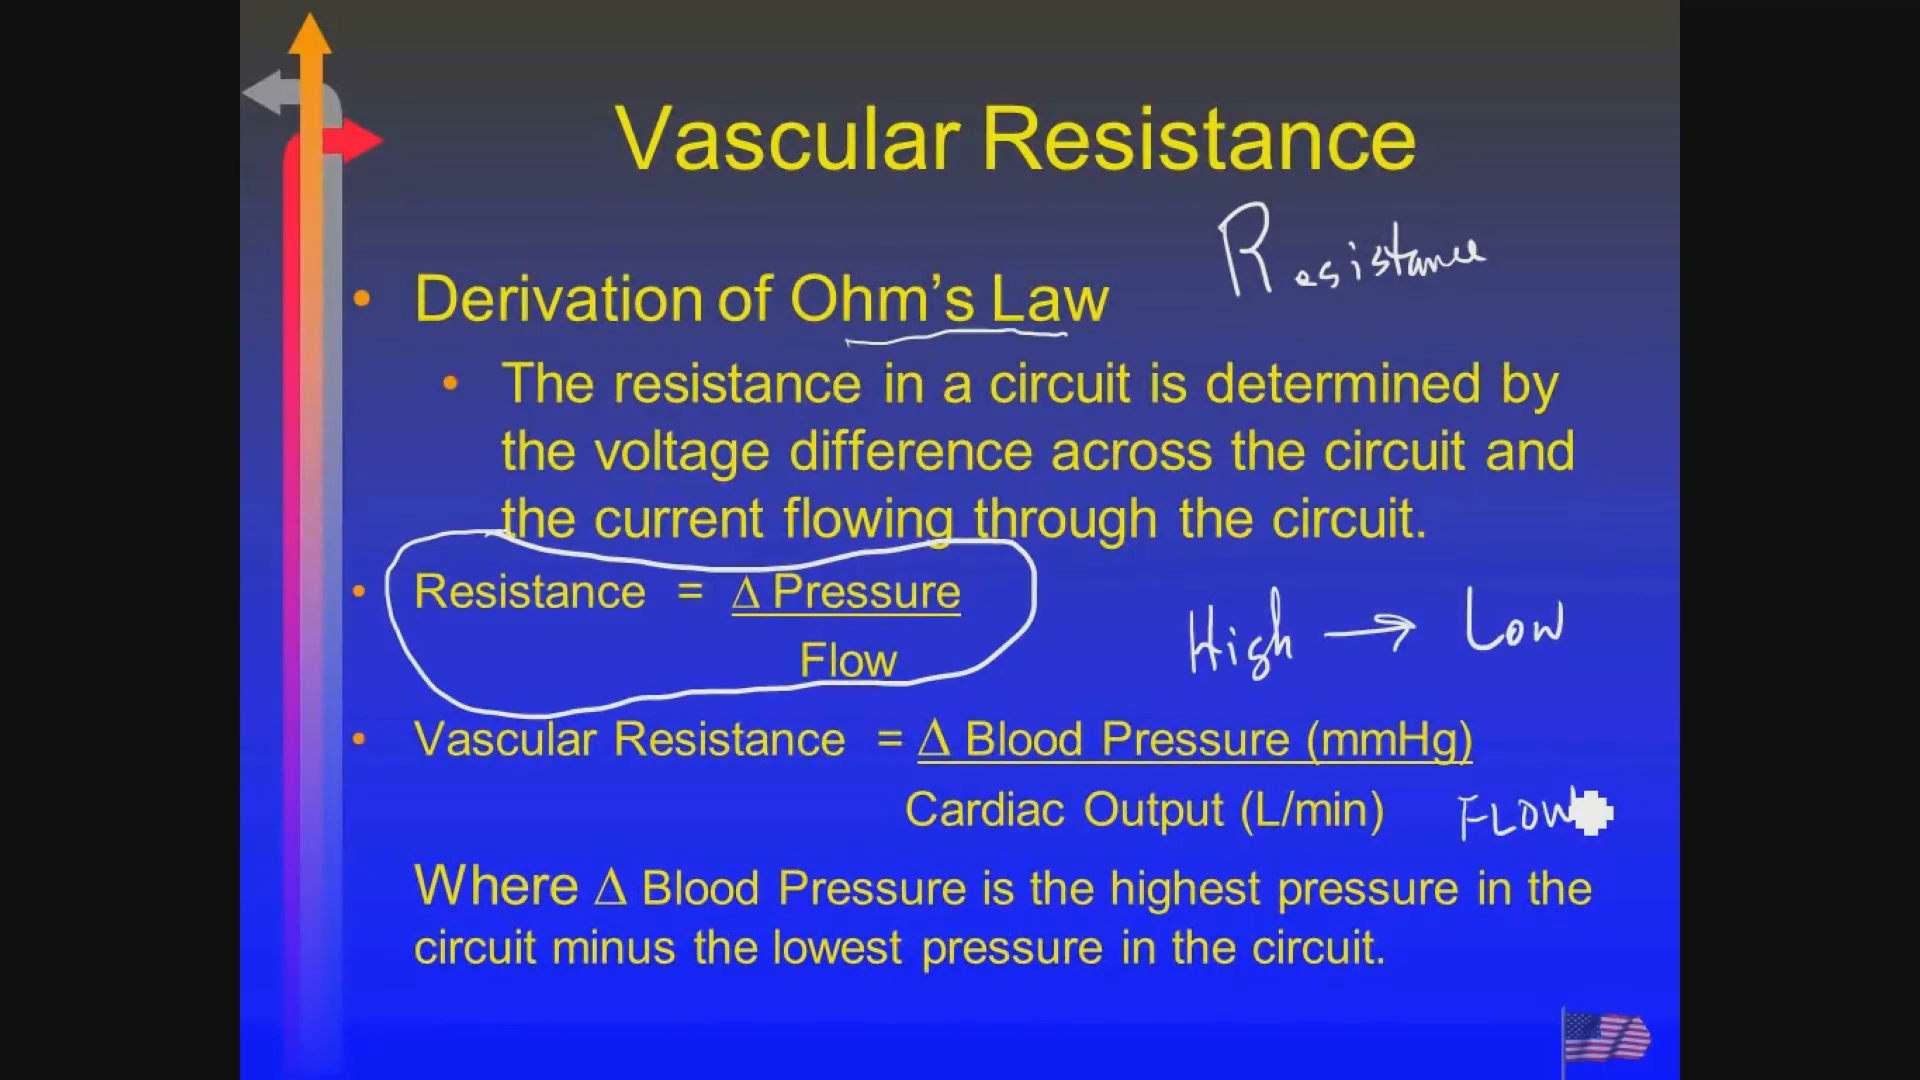 Vascular Resistance
Resistance
• Derivation of Ohm’s Law
• The resistance in a circuit is determined by
the voltage difference across the circuit and
the current flowing through the circuit.
• Resistance = Δ Pressure
Flow
High → Low
• Vascular Resistance = Δ Blood Pressure (mmHg)
Cardiac Output (L/min) FLOW
Where Δ Blood Pressure is the highest pressure in the
circuit minus the lowest pressure in the circuit.